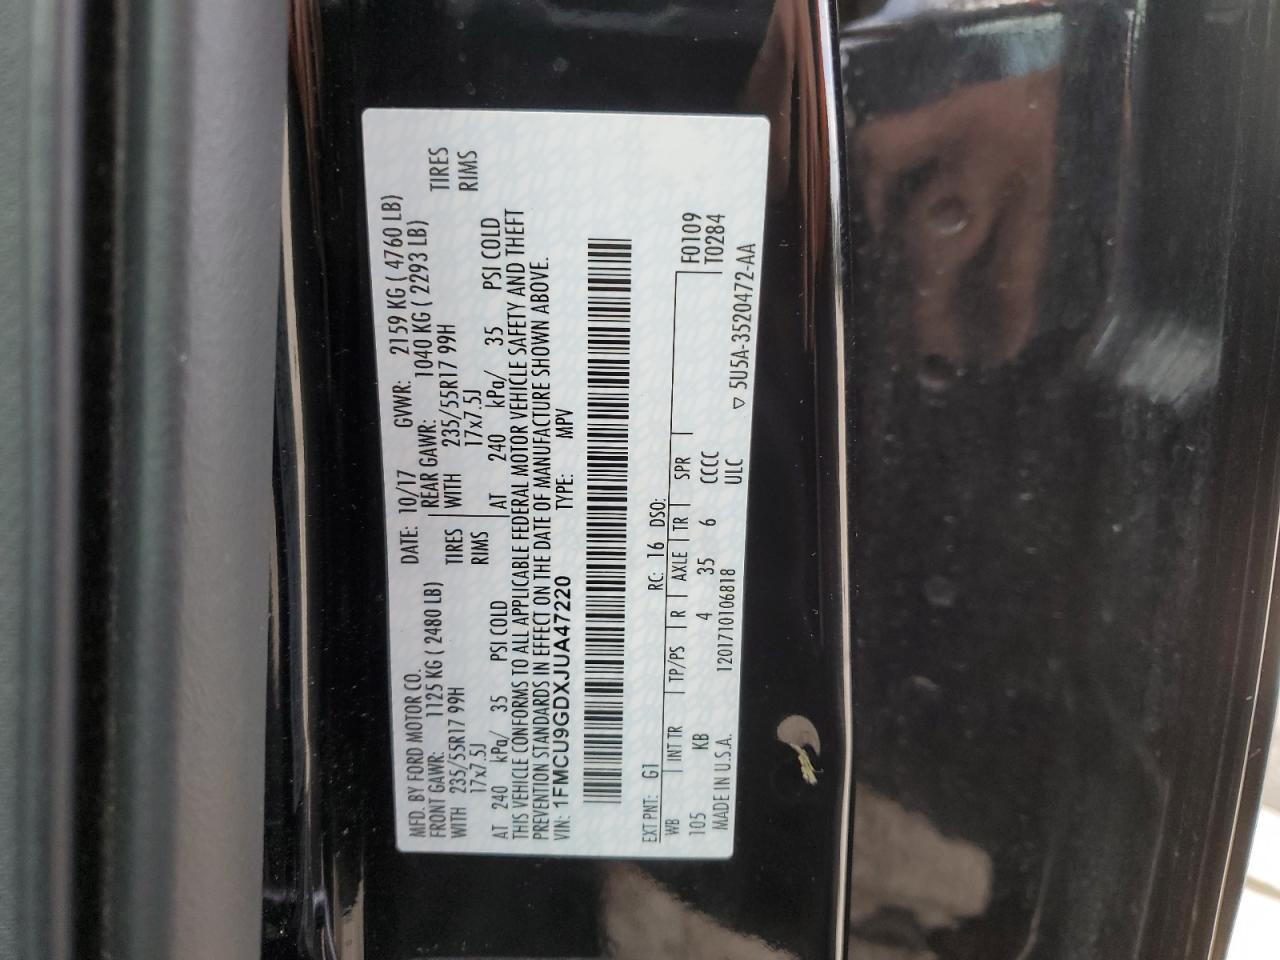 MFD. BY FORD MOTOR CO. DATE: 10/17 GVWR: 2159 KG ( 4760 LB)
FRONT GAWR: 1125 KG ( 2480 LB) REAR GAWR: 1040 KG ( 2293 LB)
WITH 235/55R17 99H TIRES WITH 235/55R17 99H TIRES
17x7.5J RIMS 17x7.5J RIMS
AT 240 kPa/ 35 PSI COLD AT 240 kPa/ 35 PSI COLD
THIS VEHICLE CONFORMS TO ALL APPLICABLE FEDERAL MOTOR VEHICLE SAFETY AND THEFT
PREVENTION STANDARDS IN EFFECT ON THE DATE OF MANUFACTURE SHOWN ABOVE.
VIN: 1FMCU9GDXJUA47220 TYPE: MPV
EXT PNT: G1 RC: 16 DSO:
WB INT TR TP/PS R AXLE TR SPR F0109
105 KB 4 35 6 CCCC T0284
MADE IN U.S.A. 1201710106818 ULC ▽ 5U5A-3520472-AA